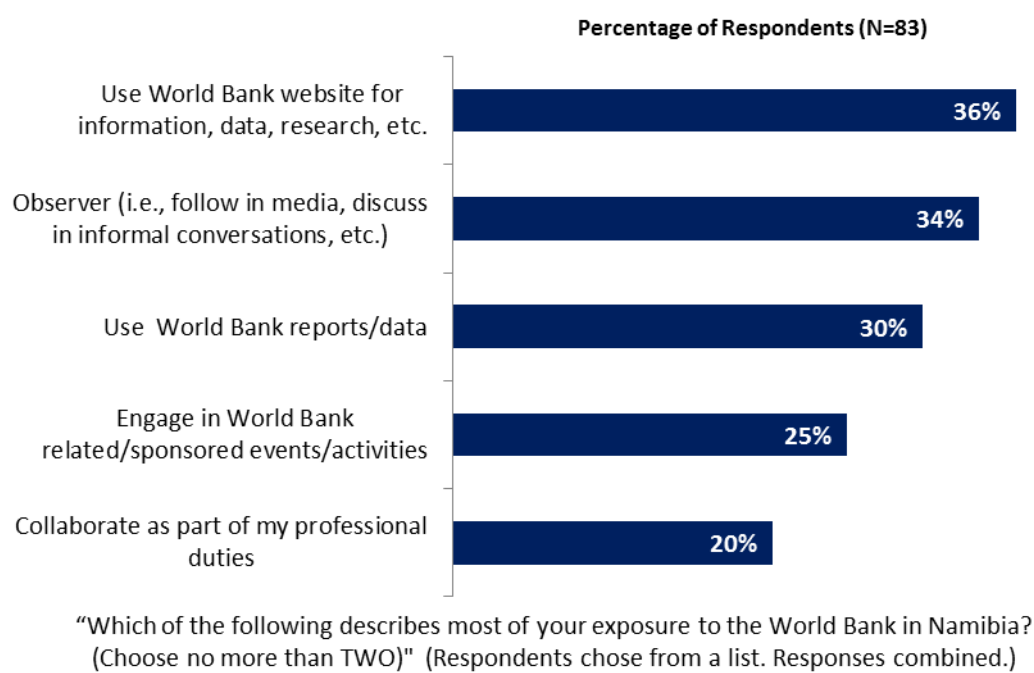 Percentage of Respondents (N=83)
Use World Bank website for
information, data, research, etc.
36%
Observer (i.e., follow in media, discuss
in informal conversations, etc.)
34%
Use  World Bank reports/data
30%
Engage in World Bank
related/sponsored events/activities
25%
Collaborate as part of my professional
duties
20%
“Which of the following describes most of your exposure to the World Bank in Namibia?
(Choose no more than TWO)"  (Respondents chose from a list. Responses combined.)